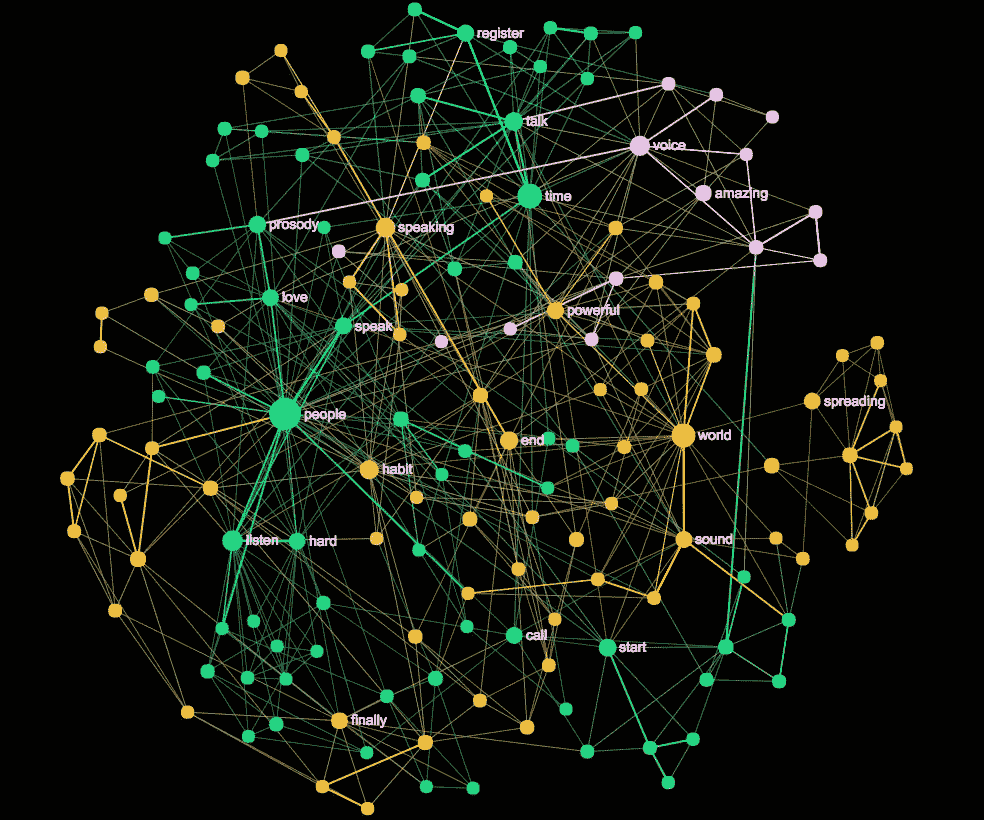 register
talk
voice
amazing
time
prosody
speaking
love
powerful
speak
spreading
people
end
world
habit
listen
hard
sound
call
start
finally